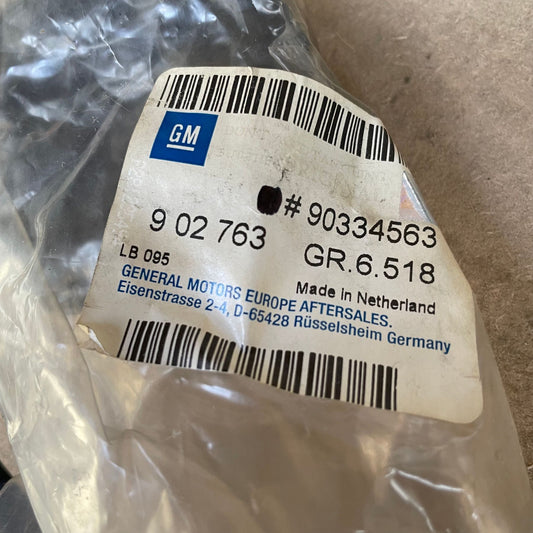 GM
# 90334563
9 02 763 GR.6.518
LB 095 Made in Netherland
GENERAL MOTORS EUROPE AFTERSALES.
Eisenstrasse 2-4, D-65428 Rüsselsheim Germany